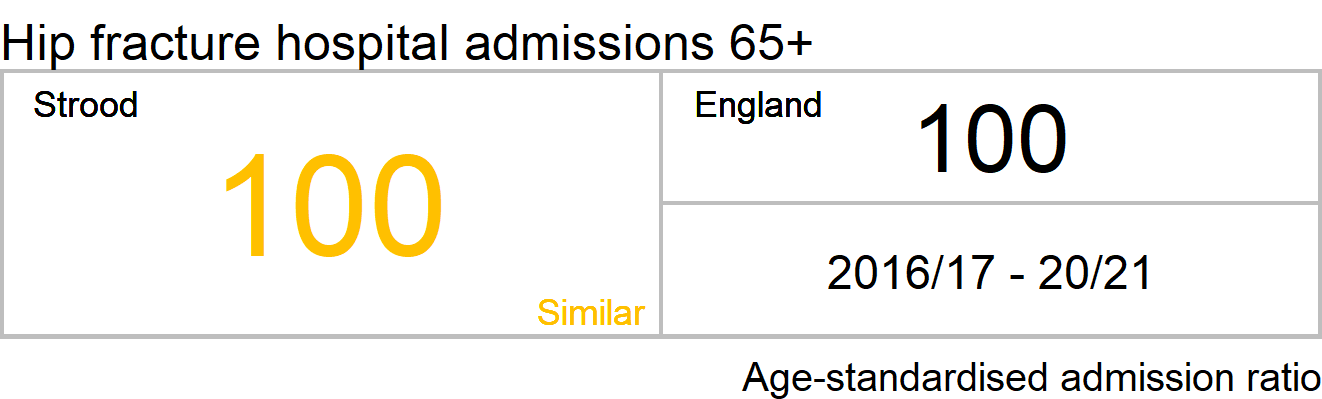 Hip fracture hospital admissions 65+
Strood
100
Similar
England
100
2016/17 - 20/21
Age-standardised admission ratio